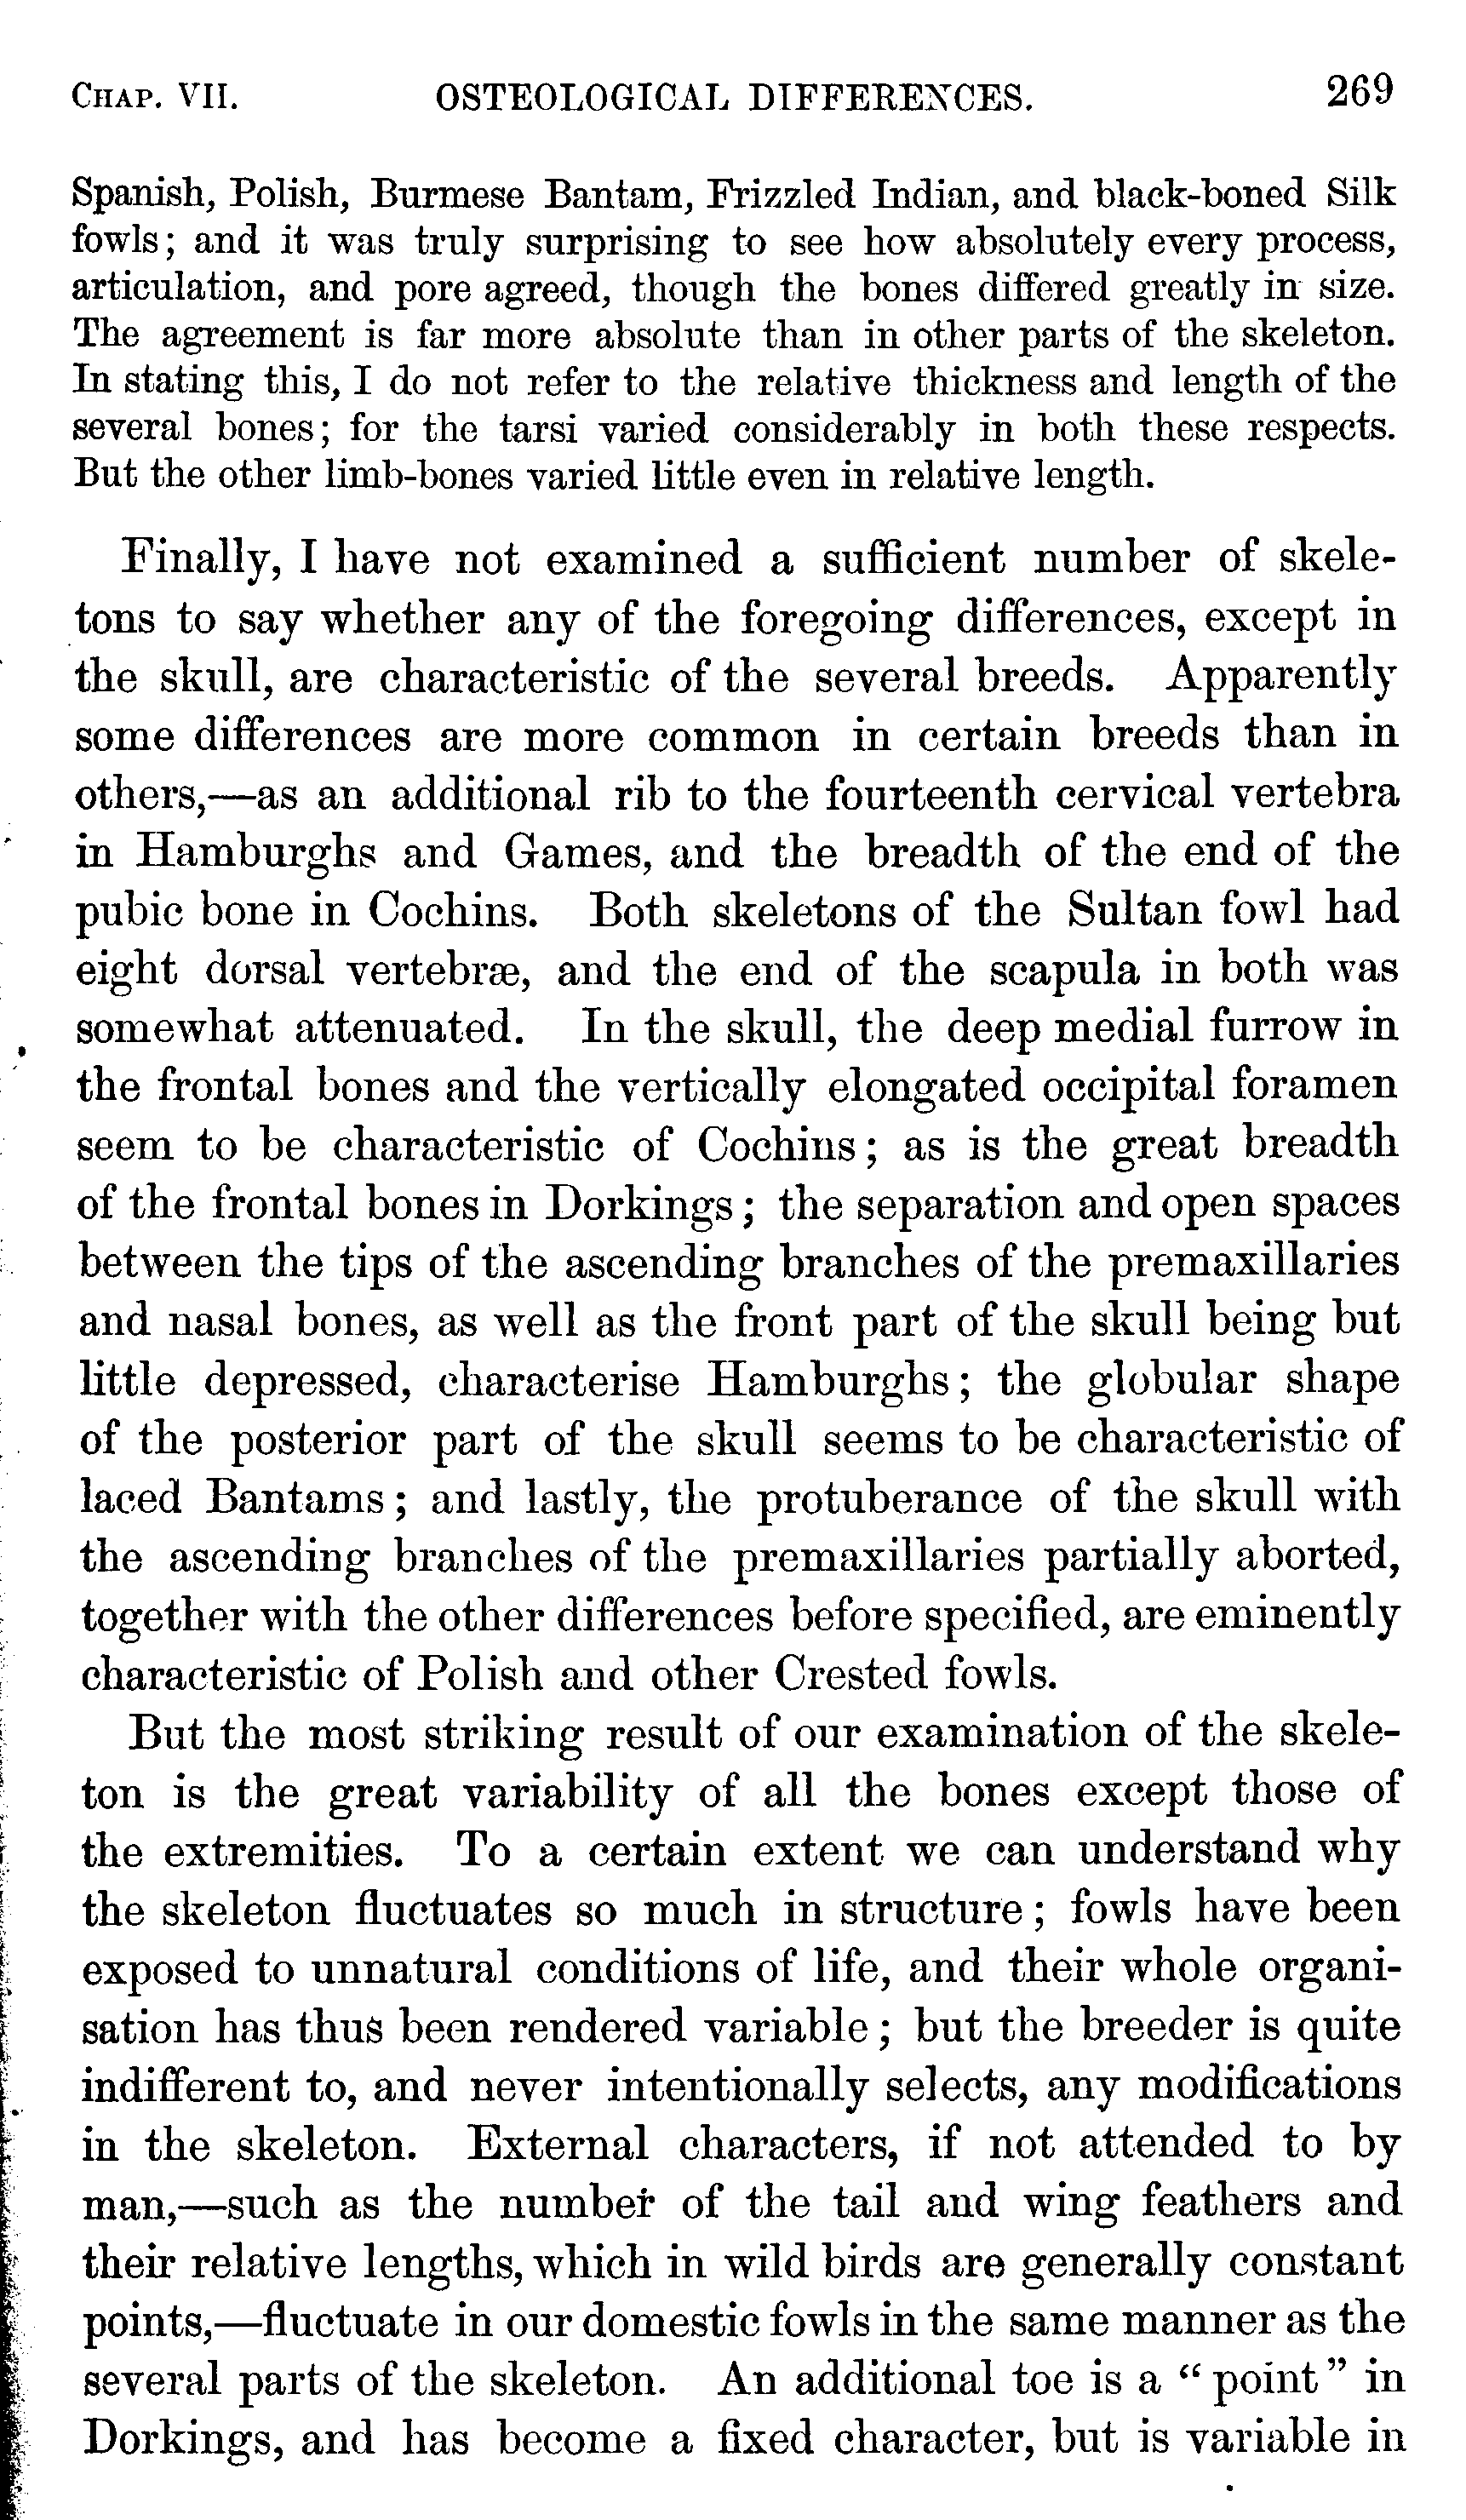 CHAP. VII. OSTEOLOGICAL DIFFERENCES. 269
Spanish, Polish, Burmese Bantam, Frizzled Indian, and black-boned Silk
fowls; and it was truly surprising to see how absolutely every process,
articulation, and pore agreed, though the bones differed greatly in size.
The agreement is far more absolute than in other parts of the skeleton.
In stating this, I do not refer to the relative thickness and length of the
several bones; for the tarsi varied considerably in both these respects.
But the other limb-bones varied little even in relative length.
Finally, I have not examined a sufficient number of skele-
tons to say whether any of the foregoing differences, except in
the skull, are characteristic of the several breeds. Apparently
some differences are more common in certain breeds than in
others,—as an additional rib to the fourteenth cervical vertebra
in Hamburghs and Games, and the breadth of the end of the
pubic bone in Cochins. Both skeletons of the Sultan fowl had
eight dorsal vertebræ, and the end of the scapula in both was
somewhat attenuated. In the skull, the deep medial furrow in
the frontal bones and the vertically elongated occipital foramen
seem to be characteristic of Cochins; as is the great breadth
of the frontal bones in Dorkings; the separation and open spaces
between the tips of the ascending branches of the premaxillaries
and nasal bones, as well as the front part of the skull being but
little depressed, characterise Hamburghs; the globular shape
of the posterior part of the skull seems to be characteristic of
laced Bantams; and lastly, the protuberance of the skull with
the ascending branches of the premaxillaries partially aborted,
together with the other differences before specified, are eminently
characteristic of Polish and other Crested fowls.
But the most striking result of our examination of the skele-
ton is the great variability of all the bones except those of
the extremities. To a certain extent we can understand why
the skeleton fluctuates so much in structure; fowls have been
exposed to unnatural conditions of life, and their whole organi-
sation has thus been rendered variable; but the breeder is quite
indifferent to, and never intentionally selects, any modifications
in the skeleton. External characters, if not attended to by
man,—such as the number of the tail and wing feathers and
their relative lengths, which in wild birds are generally constant
points,—fluctuate in our domestic fowls in the same manner as the
several parts of the skeleton. An additional toe is a “point” in
Dorkings, and has become a fixed character, but is variable in